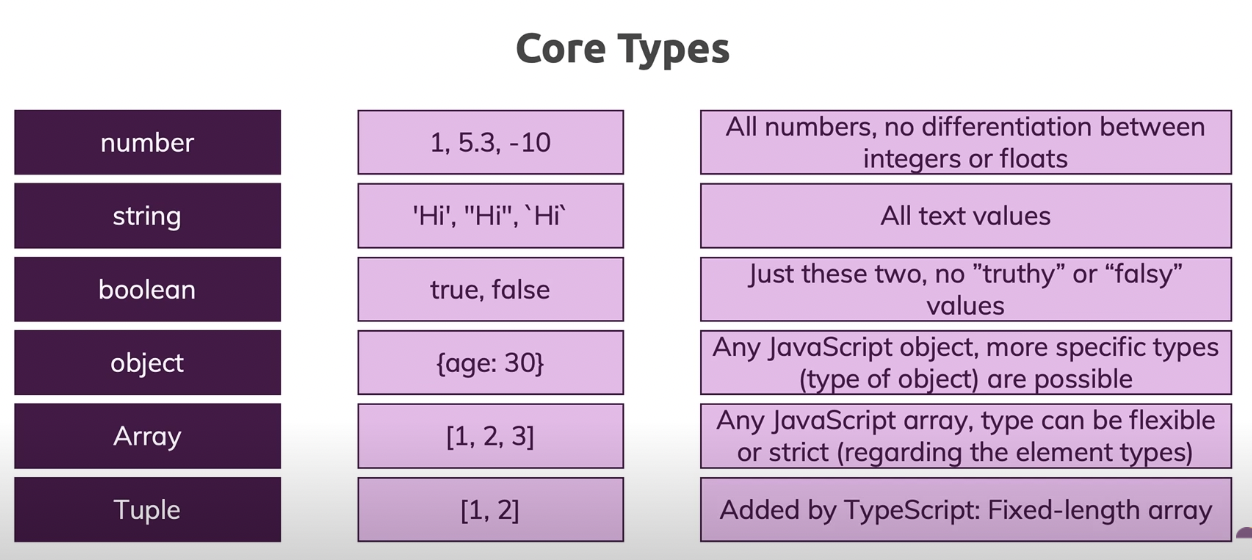 Core Types
number
1, 5.3, -10
All numbers, no differentiation between
integers or floats
string
'Hi', "Hi", `Hi`
All text values
boolean
true, false
Just these two, no ”truthy” or “falsy”
values
object
{age: 30}
Any JavaScript object, more specific types
(type of object) are possible
Array
[1, 2, 3]
Any JavaScript array, type can be flexible
or strict (regarding the element types)
Tuple
[1, 2]
Added by TypeScript: Fixed-length array